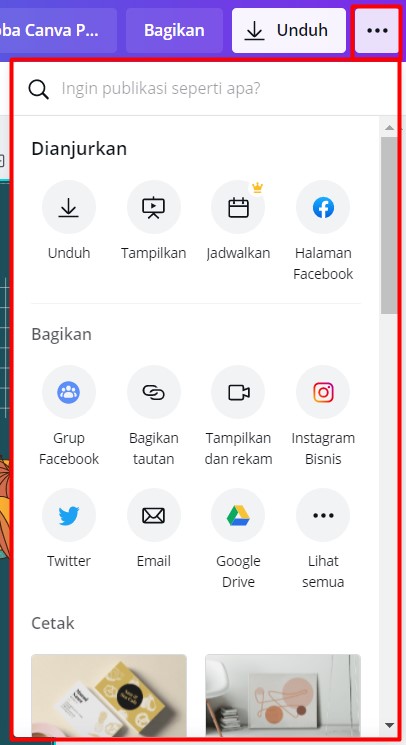 ba Canva P...
Bagikan
Unduh
Ingin publikasi seperti apa?
Dianjurkan
Unduh
Tampilkan
Jadwalkan
Halaman
Facebook
Bagikan
Grup
Facebook
Bagikan
tautan
Tampilkan
dan rekam
Instagram
Bisnis
Twitter
Email
Google
Drive
Lihat
semua
Cetak